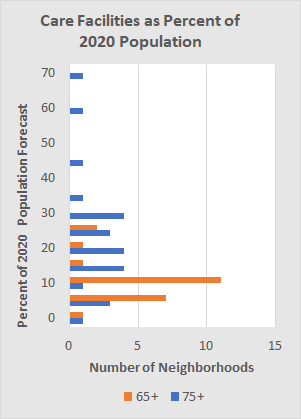 Care Facilities as Percent of
2020 Population
Percent of 2020 Population Forecast
70
60
50
40
30
20
10
0
0 5 10 15
Number of Neighborhoods
65+ 75+